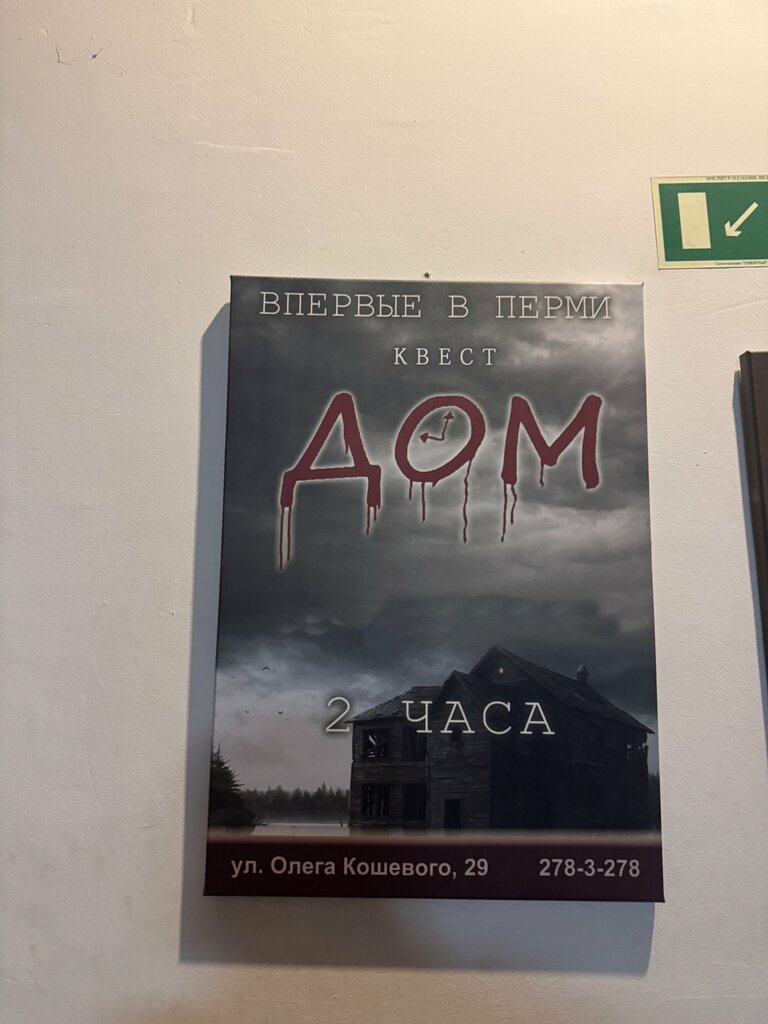 ВПЕРВЫЕ В ПЕРМИ
КВЕСТ
ДОМ
2 ЧАСА
ул. Олега Кошевого, 29 278-3-278